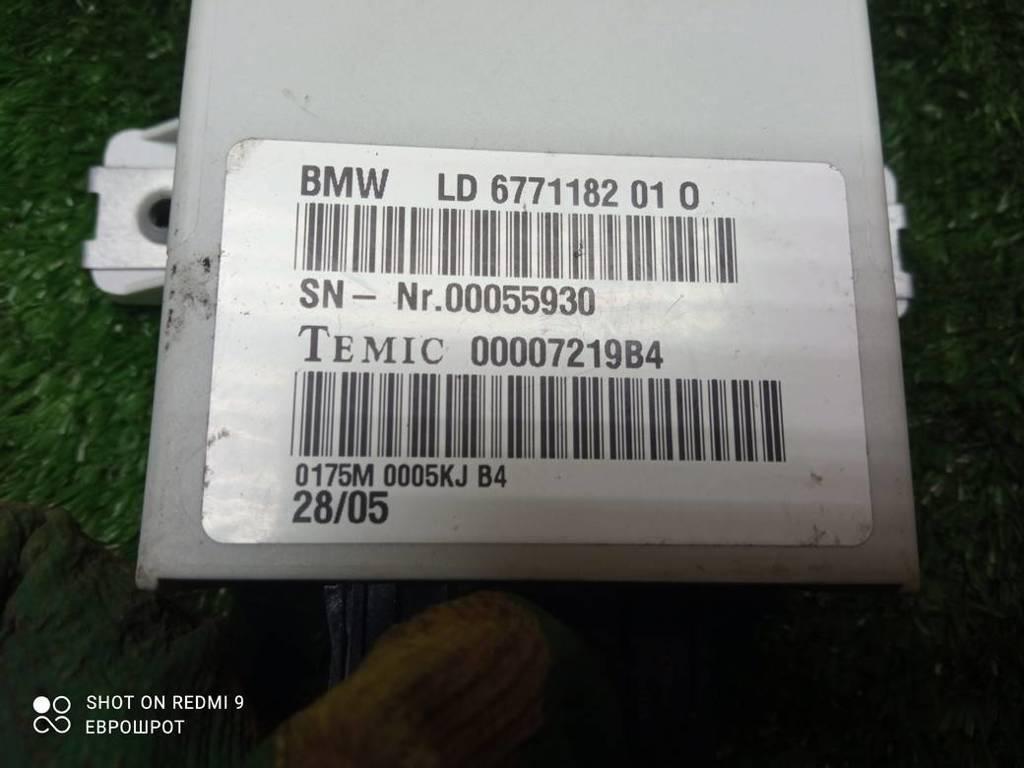 BMW LD 6771182 01 0
SN - Nr.00055930
TEMIC 00007219B4
0175M 0005KJ B4
28/05
SHOT ON REDMI 9
ЕВРОШРОТ